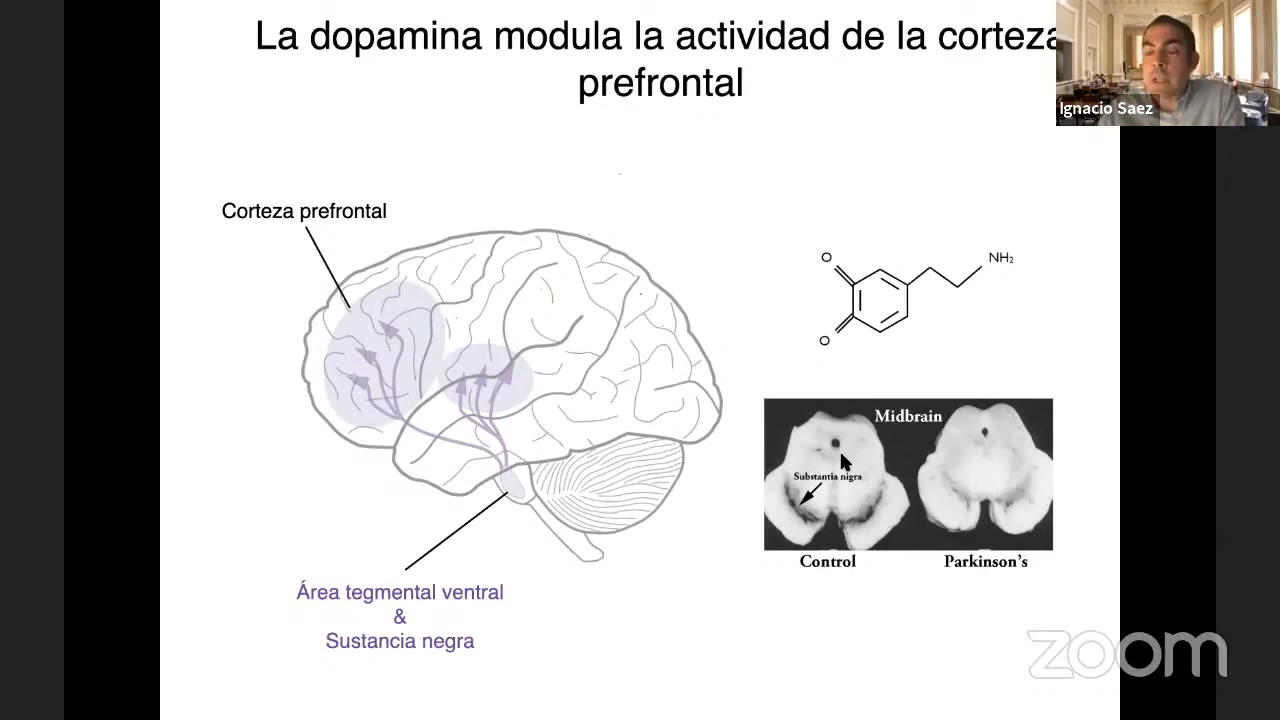 La dopamina modula la actividad de la corteza
prefrontal
Ignacio Saez
Corteza prefrontal
O
NH₂
O
Midbrain
Substantia nigra
Control
Parkinson's
Área tegmental ventral
&
Sustancia negra
zoom